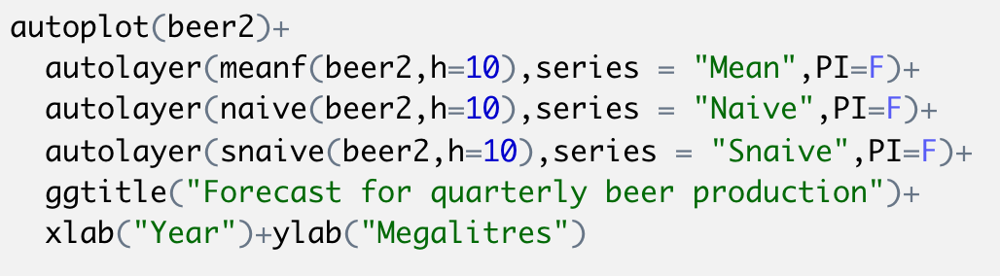 autoplot(beer2)+
  autolayer(meanf(beer2,h=10),series = "Mean",PI=F)+
  autolayer(naive(beer2,h=10),series = "Naive",PI=F)+
  autolayer(snaive(beer2,h=10),series = "Snaive",PI=F)+
  ggtitle("Forecast for quarterly beer production")+
  xlab("Year")+ylab("Megalitres")